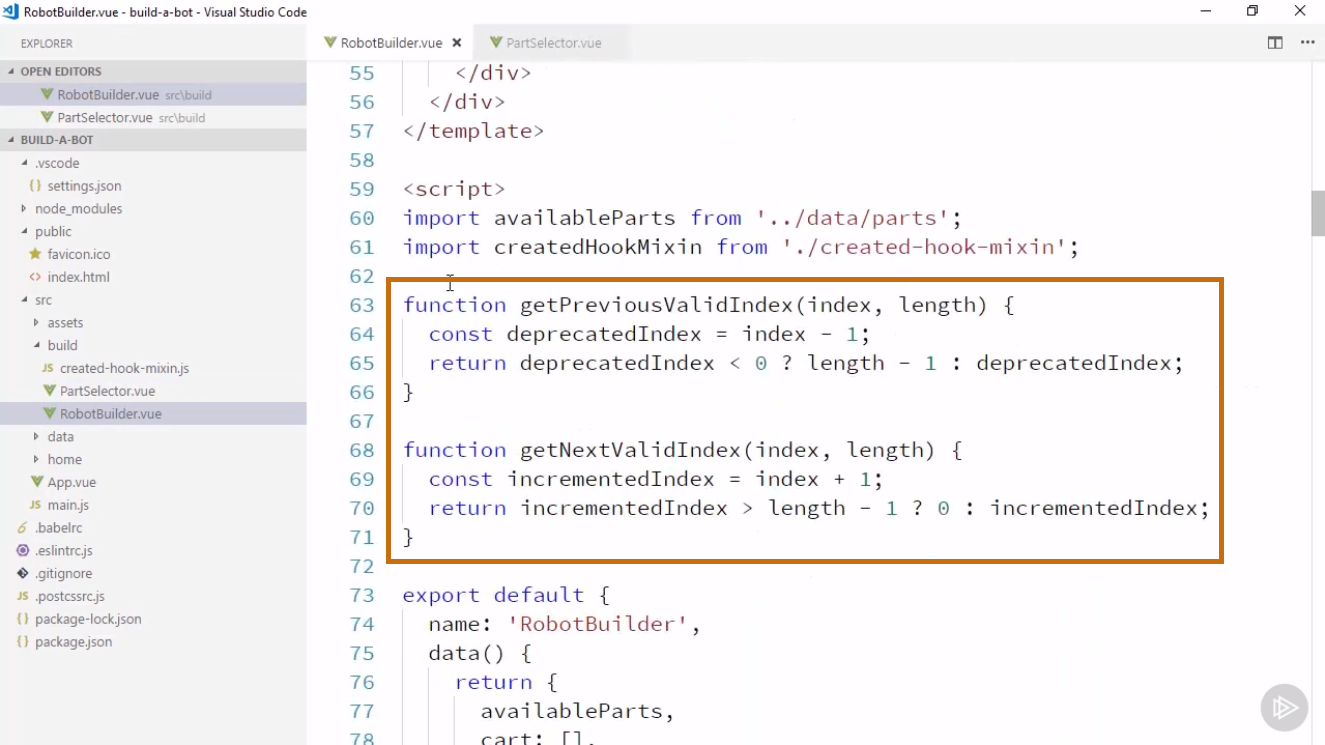 RobotBuilder.vue - build-a-bot - Visual Studio Code
EXPLORER
OPEN EDITORS
RobotBuilder.vue src\build
PartSelector.vue src\build
BUILD-A-BOT
.vscode
{} settings.json
node_modules
public
favicon.ico
<> index.html
src
assets
build
JS created-hook-mixin.js
PartSelector.vue
RobotBuilder.vue
data
home
App.vue
JS main.js
.babelrc
.eslintrc.js
.gitignore
JS .postcssrc.js
{} package-lock.json
{} package.json
RobotBuilder.vue PartSelector.vue
55 </div>
56 </div>
57 </template>
58
59 <script>
60 import availableParts from '../data/parts';
61 import createdHookMixin from './created-hook-mixin';
62
63 function getPreviousValidIndex(index, length) {
64 const deprecatedIndex = index - 1;
65 return deprecatedIndex < 0 ? length - 1 : deprecatedIndex;
66 }
67
68 function getNextValidIndex(index, length) {
69 const incrementedIndex = index + 1;
70 return incrementedIndex > length - 1 ? 0 : incrementedIndex;
71 }
72
73 export default {
74 name: 'RobotBuilder',
75 data() {
76 return {
77 availableParts,
78 cart: [],